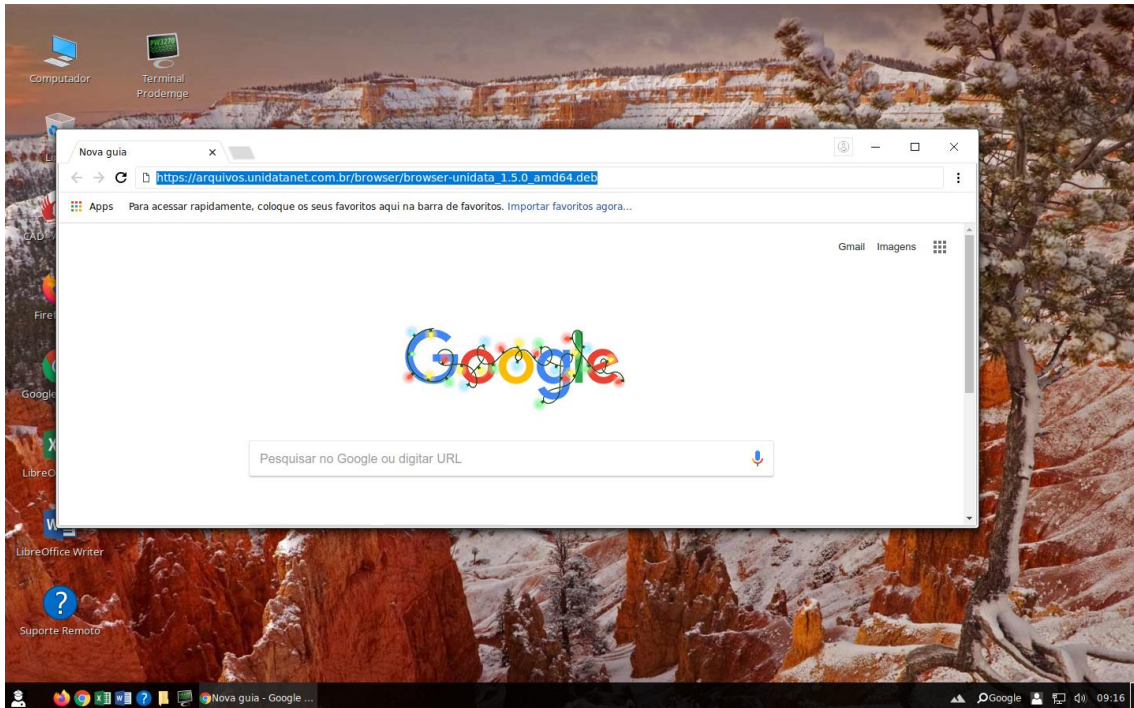 Computador
Terminal
Prodemge
Nova guia
https://arquivos.unidatanet.com.br/browser/browser-unidata_1.5.0_amd64.deb
Apps Para acessar rapidamente, coloque os seus favoritos aqui na barra de favoritos. Importar favoritos agora...
Gmail Imagens
Google
Pesquisar no Google ou digitar URL
LibreOffice Writer
Suporte Remoto
Nova guia - Google ...
Google 09:16